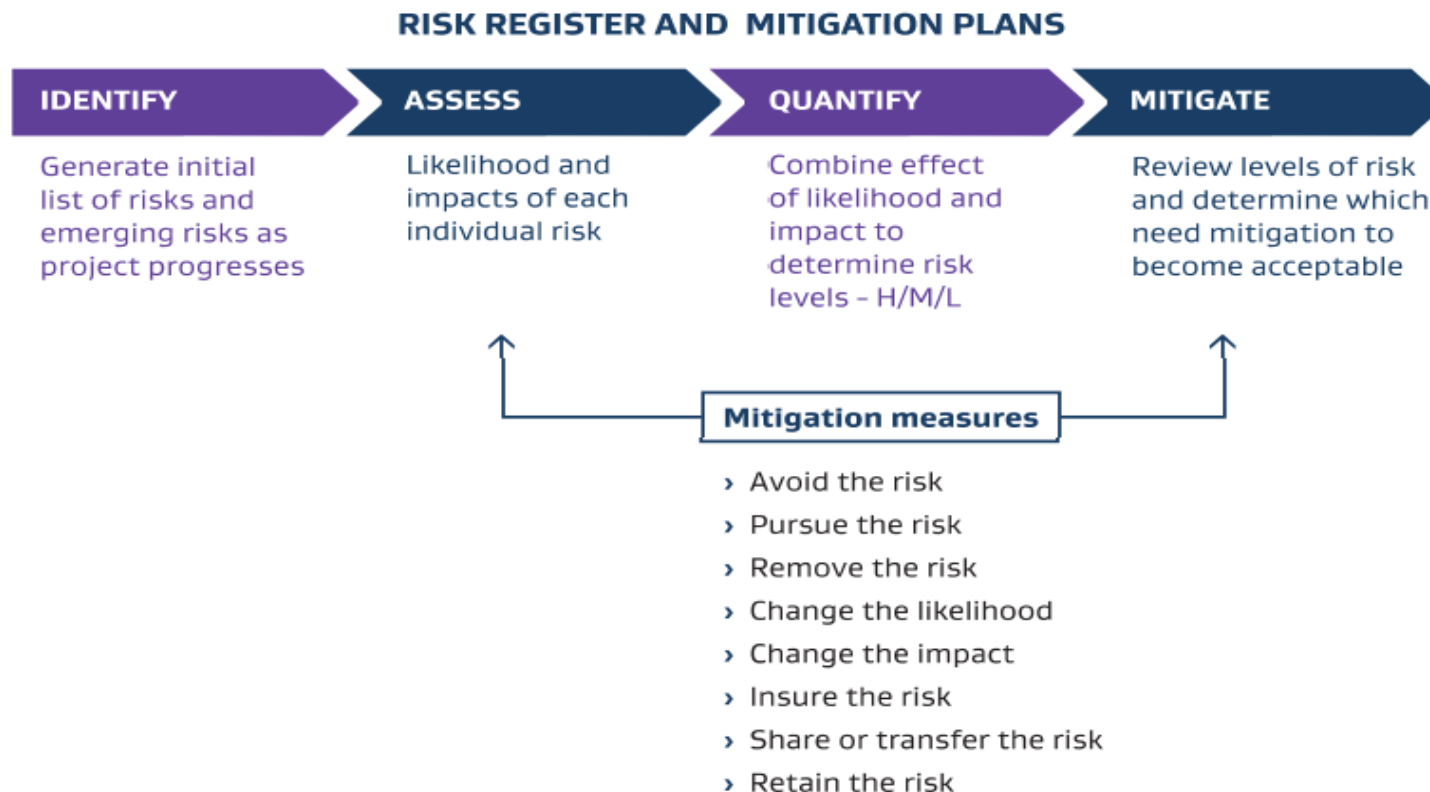 RISK REGISTER AND MITIGATION PLANS
IDENTIFY
Generate initial
list of risks and
emerging risks as
project progresses
ASSESS
Likelihood and
impacts of each
individual risk
QUANTIFY
Combine effect
of likelihood and
impact to
determine risk
levels – H/M/L
MITIGATE
Review levels of risk
and determine which
need mitigation to
become acceptable
Mitigation measures
› Avoid the risk
› Pursue the risk
› Remove the risk
› Change the likelihood
› Change the impact
› Insure the risk
› Share or transfer the risk
› Retain the risk